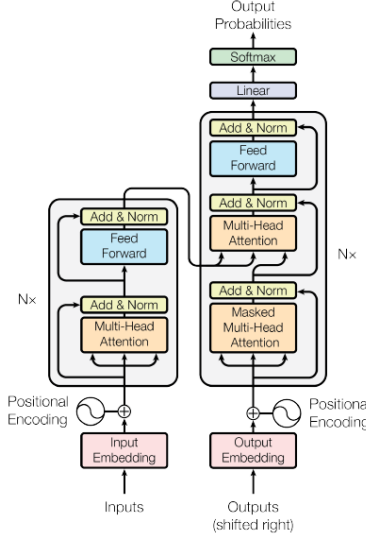 Output
Probabilities
Softmax
Linear
Add & Norm
Feed
Forward
Add & Norm
Multi-Head
Attention
Add & Norm
Masked
Multi-Head
Attention
N×
Add & Norm
Feed
Forward
N×
Add & Norm
Multi-Head
Attention
Positional
Encoding
Positional
Encoding
Input
Embedding
Output
Embedding
Inputs
Outputs
(shifted right)